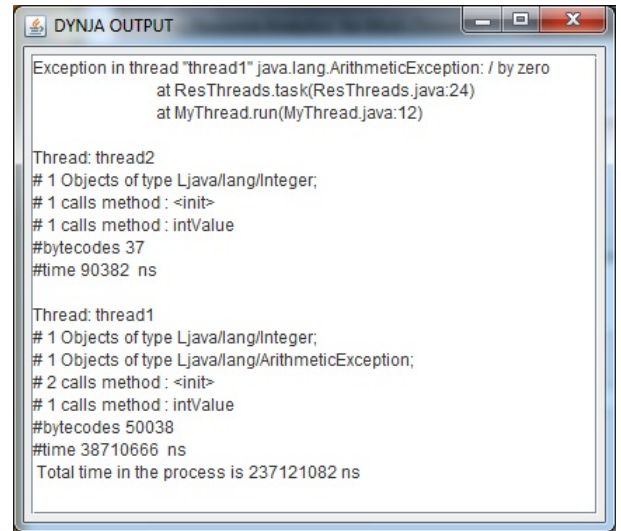 DYNJA OUTPUT
Exception in thread "thread1" java.lang.ArithmeticException: / by zero
at ResThreads.task(ResThreads.java:24)
at MyThread.run(MyThread.java:12)
Thread: thread2
# 1 Objects of type Ljava/lang/Integer;
# 1 calls method : <init>
# 1 calls method : intValue
#bytecodes 37
#time 90382 ns
Thread: thread1
# 1 Objects of type Ljava/lang/Integer;
# 1 Objects of type Ljava/lang/ArithmeticException;
# 2 calls method : <init>
# 1 calls method : intValue
#bytecodes 50038
#time 38710666 ns
Total time in the process is 237121082 ns